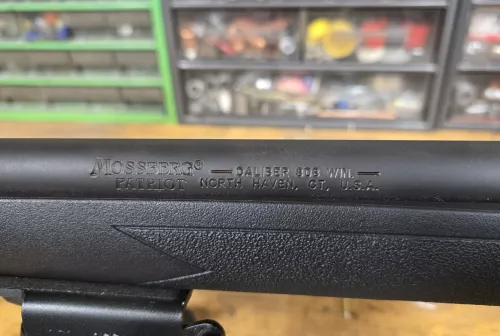 MOSSBERG® — CALIBER 308 WIN. —
PATRIOT NORTH HAVEN, CT, U.S.A.